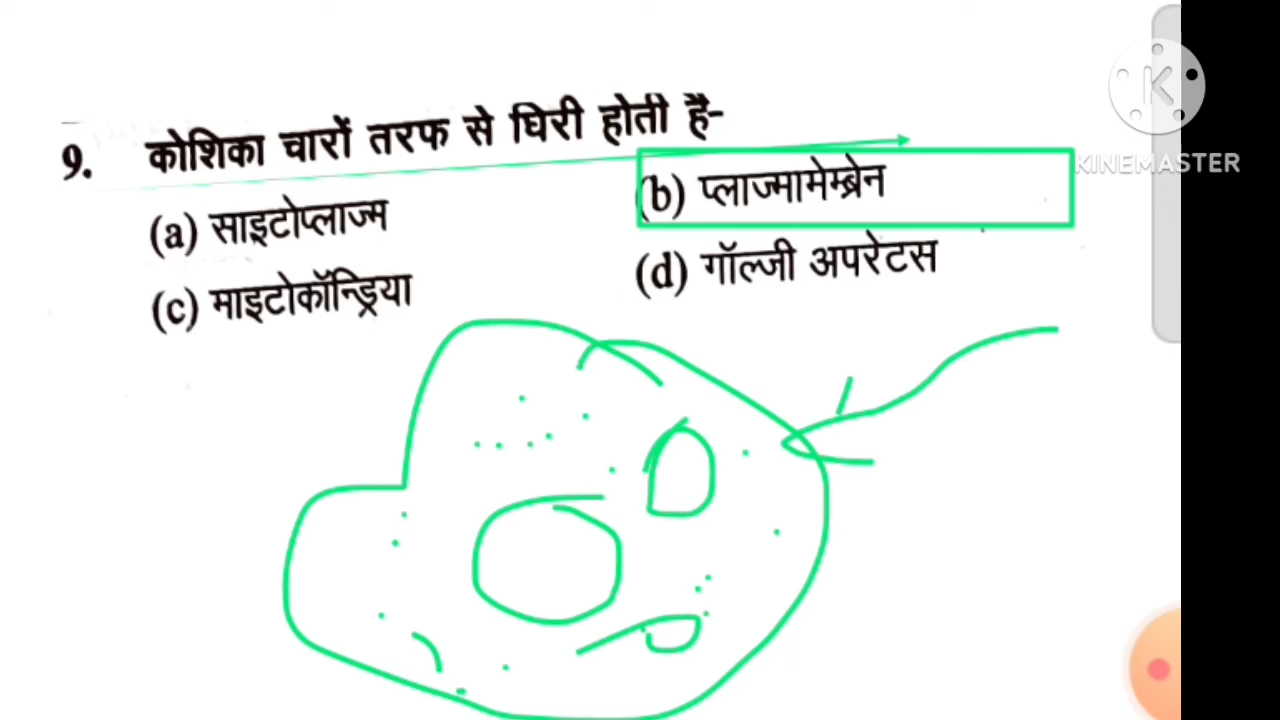 9. कोशिका चारों तरफ से घिरी होती है-
(a) साइटोप्लाज्म (b) प्लाज्मामेम्ब्रेन
(c) माइटोकॉन्ड्रिया (d) गॉल्जी अपरेटस
KINEMASTER